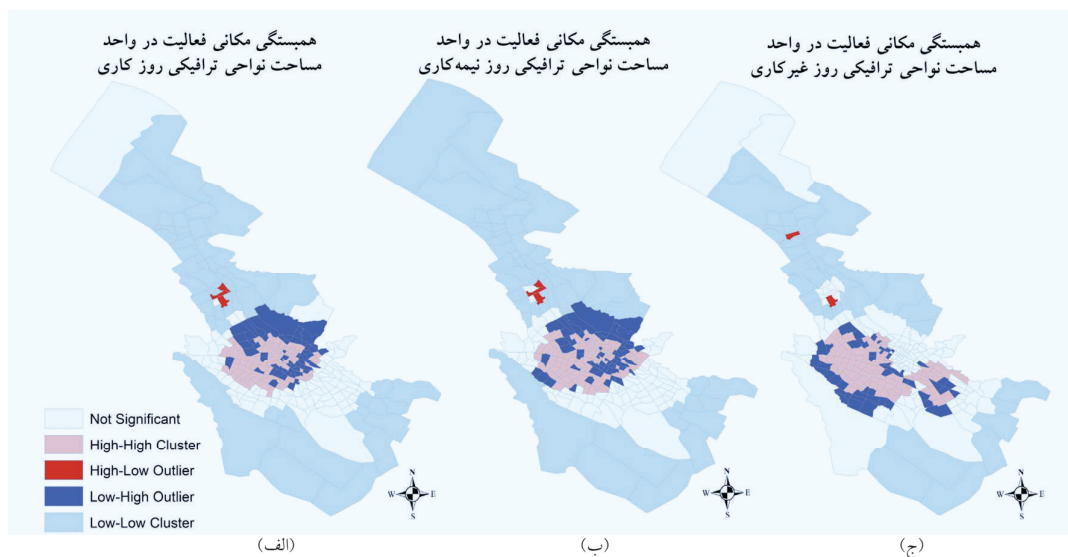 همبستگی مکانی فعالیت در واحد
مساحت نواحی ترافیکی روز کاری
همبستگی مکانی فعالیت در واحد
مساحت نواحی ترافیکی روز نیمه‌کاری
همبستگی مکانی فعالیت در واحد
مساحت نواحی ترافیکی روز غیرکاری
Not Significant
High-High Cluster
High-Low Outlier
Low-High Outlier
Low-Low Cluster
N
W E
S
N
W E
S
N
W E
S
(الف)
(ب)
(ج)